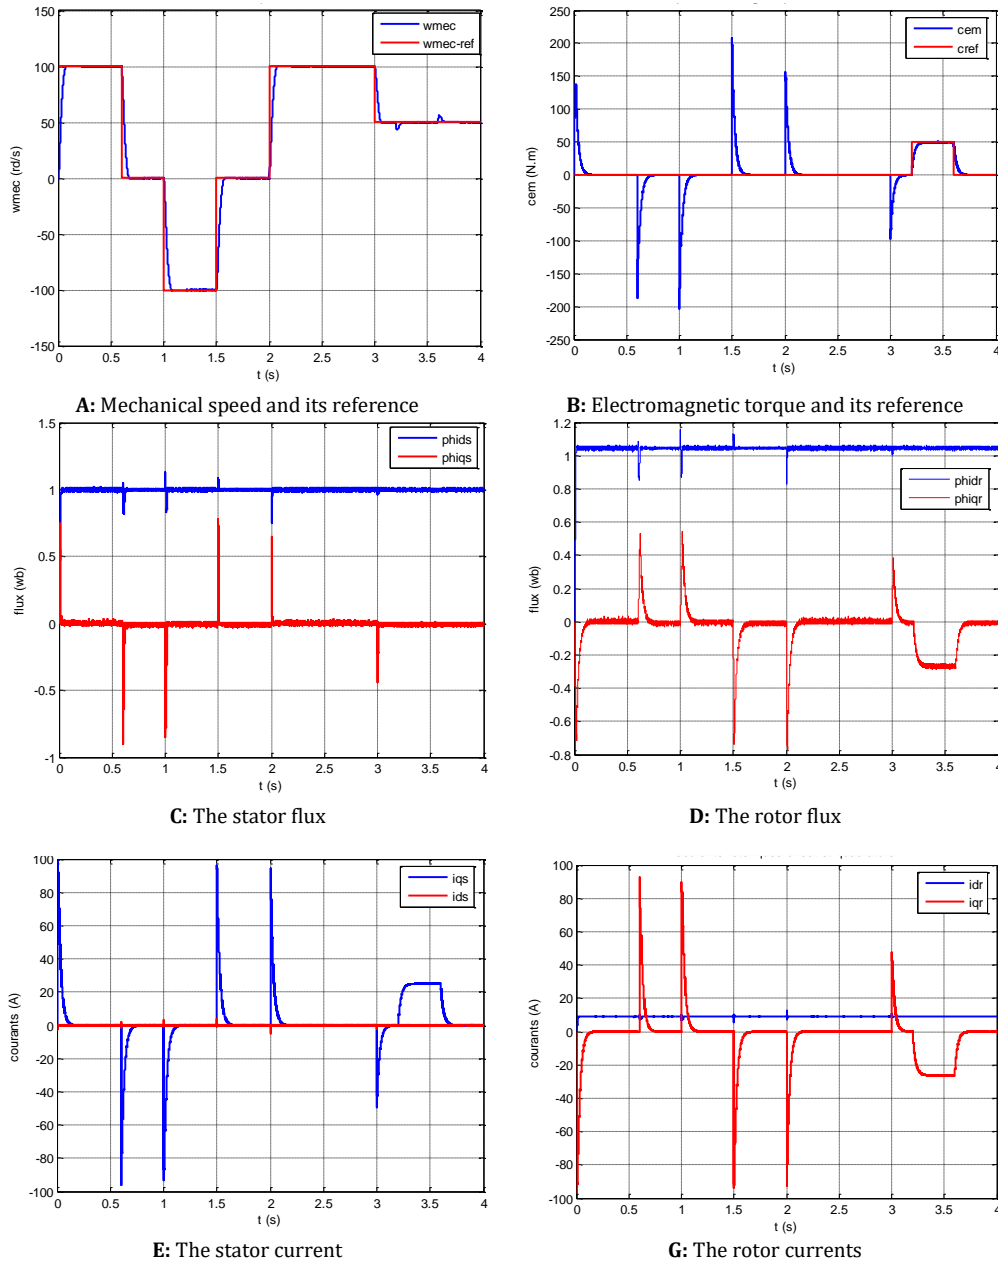 wmec
wmec-ref
150
100
50
0
-50
-100
-150
wmec (rd/s)
0 0.5 1 1.5 2 2.5 3 3.5 4
t (s)
A: Mechanical speed and its reference
cem
cref
250
200
150
100
50
0
-50
-100
-150
-200
-250
cem (N.m)
0 0.5 1 1.5 2 2.5 3 3.5 4
t (s)
B: Electromagnetic torque and its reference
phids
phiqs
1.5
1
0.5
0
-0.5
-1
flux (wb)
0 0.5 1 1.5 2 2.5 3 3.5 4
t (s)
C: The stator flux
phidr
phiqr
1.2
1
0.8
0.6
0.4
0.2
0
-0.2
-0.4
-0.6
-0.8
flux (wb)
0 0.5 1 1.5 2 2.5 3 3.5 4
t (s)
D: The rotor flux
iqs
ids
100
80
60
40
20
0
-20
-40
-60
-80
-100
courants (A)
0 0.5 1 1.5 2 2.5 3 3.5 4
t (s)
E: The stator current
idr
iqr
100
80
60
40
20
0
-20
-40
-60
-80
-100
courants (A)
0 0.5 1 1.5 2 2.5 3 3.5 4
t (s)
G: The rotor currents